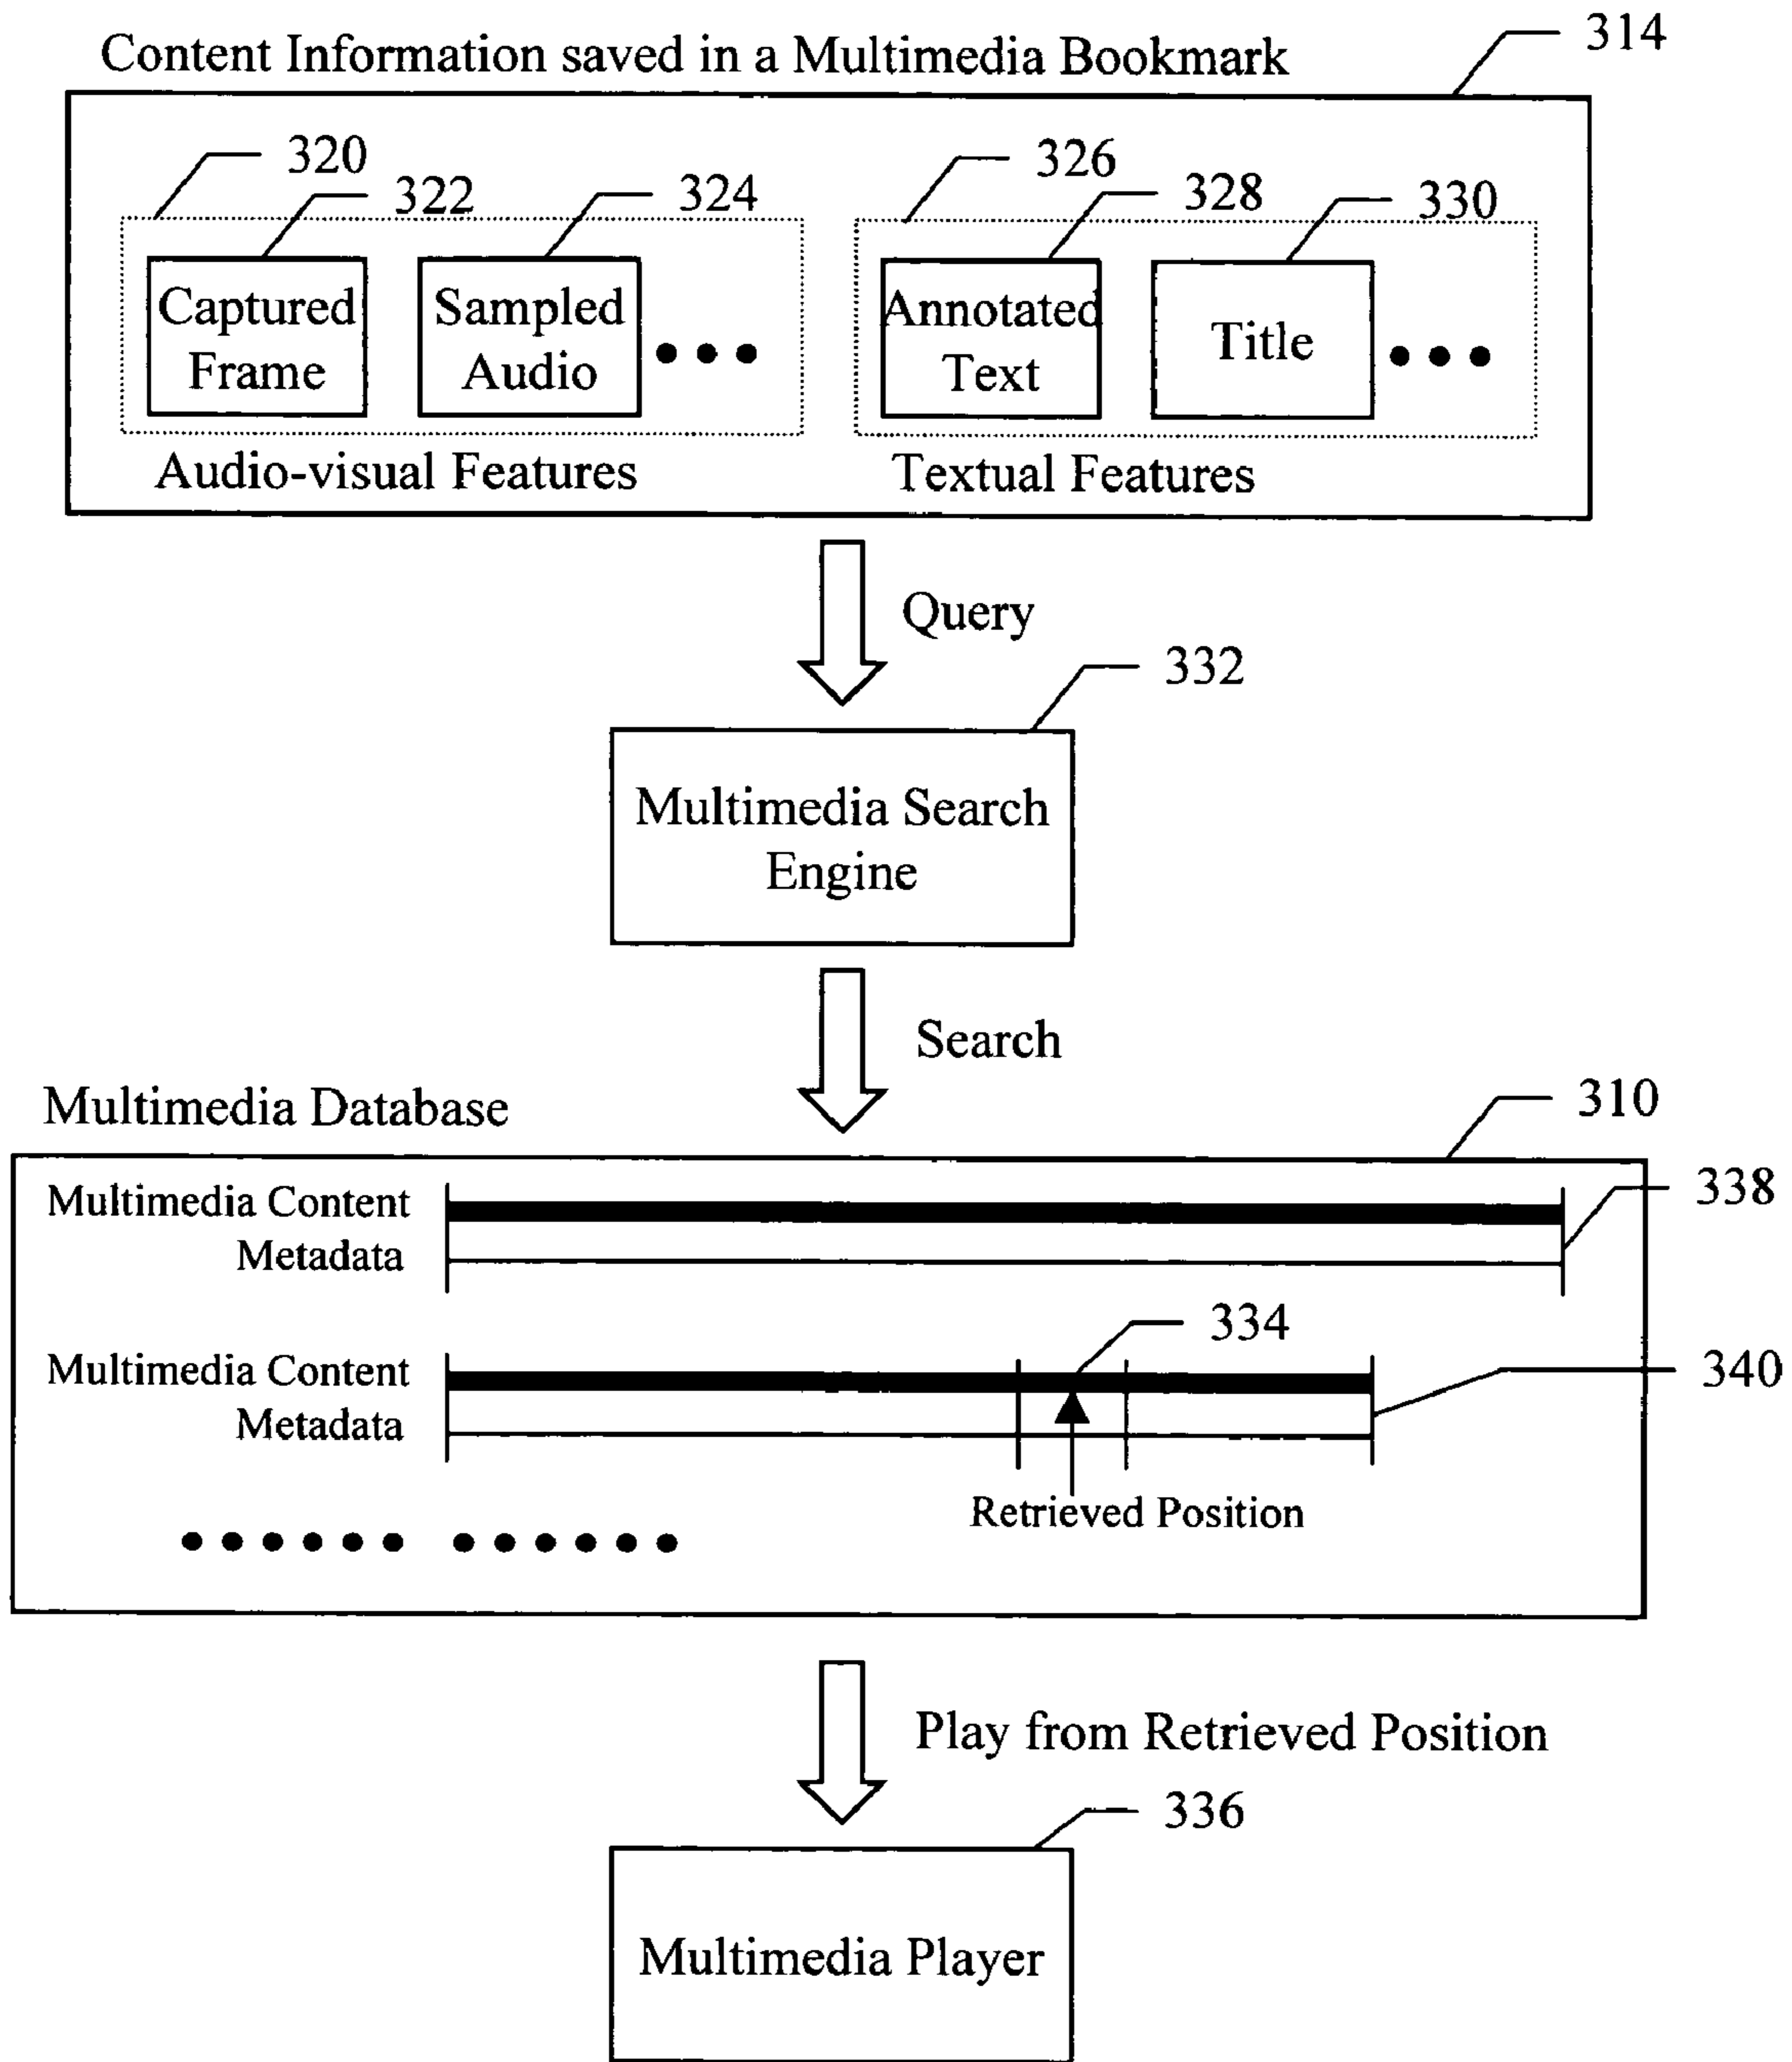 314
Content Information saved in a Multimedia Bookmark
320
326
322
324
328
330
Captured
Frame
Sampled
Audio
Annotated
Text
Title
Audio-visual Features
Textual Features
Query
332
Multimedia Search
Engine
Search
Multimedia Database
310
Multimedia Content
338
Metadata
334
Multimedia Content
340
Metadata
Retrieved Position
Play from Retrieved Position
336
Multimedia Player